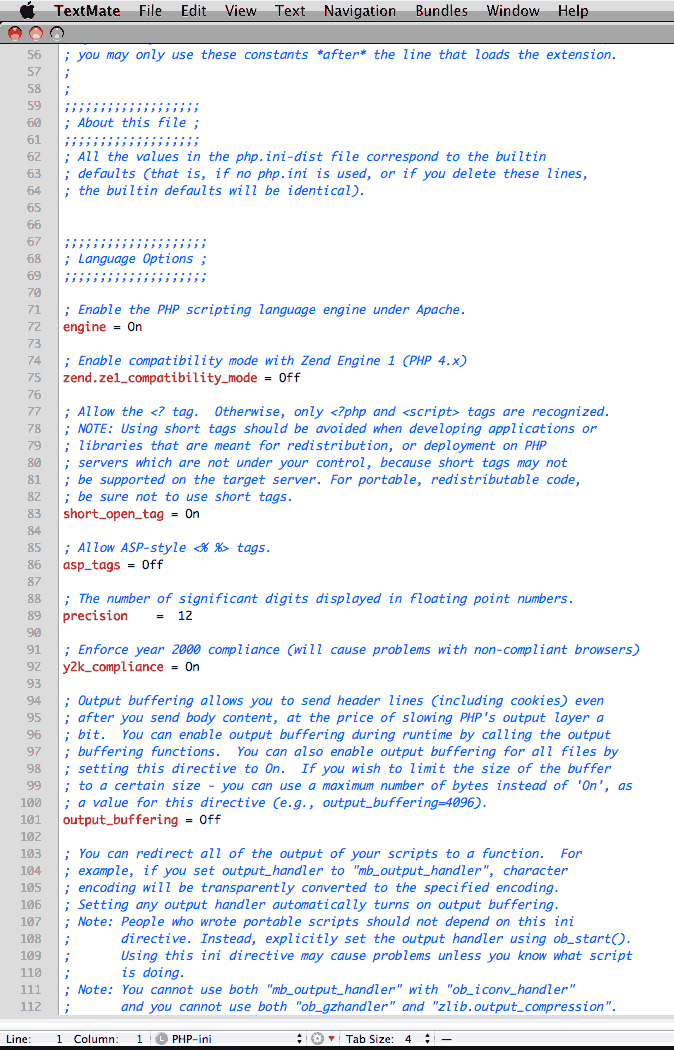 TextMate File Edit View Text Navigation Bundles Window Help
56 ; you may only use these constants *after* the line that loads the extension.
57 ;
58 ;
59 ;;;;;;;;;;;;;;;;;;;
60 ; About this file ;
61 ;;;;;;;;;;;;;;;;;;;
62 ; All the values in the php.ini-dist file correspond to the builtin
63 ; defaults (that is, if no php.ini is used, or if you delete these lines,
64 ; the builtin defaults will be identical).
65
66
67 ;;;;;;;;;;;;;;;;;;;;
68 ; Language Options ;
69 ;;;;;;;;;;;;;;;;;;;;
70
71 ; Enable the PHP scripting language engine under Apache.
72 engine = On
73
74 ; Enable compatibility mode with Zend Engine 1 (PHP 4.x)
75 zend.ze1_compatibility_mode = Off
76
77 ; Allow the <? tag.  Otherwise, only <?php and <script> tags are recognized.
78 ; NOTE: Using short tags should be avoided when developing applications or
79 ; libraries that are meant for redistribution, or deployment on PHP
80 ; servers which are not under your control, because short tags may not
81 ; be supported on the target server. For portable, redistributable code,
82 ; be sure not to use short tags.
83 short_open_tag = On
84
85 ; Allow ASP-style <% %> tags.
86 asp_tags = Off
87
88 ; The number of significant digits displayed in floating point numbers.
89 precision    =  12
90
91 ; Enforce year 2000 compliance (will cause problems with non-compliant browsers)
92 y2k_compliance = On
93
94 ; Output buffering allows you to send header lines (including cookies) even
95 ; after you send body content, at the price of slowing PHP's output layer a
96 ; bit.  You can enable output buffering during runtime by calling the output
97 ; buffering functions.  You can also enable output buffering for all files by
98 ; setting this directive to On.  If you wish to limit the size of the buffer
99 ; to a certain size - you can use a maximum number of bytes instead of 'On', as
100 ; a value for this directive (e.g., output_buffering=4096).
101 output_buffering = Off
102
103 ; You can redirect all of the output of your scripts to a function.  For
104 ; example, if you set output_handler to "mb_output_handler", character
105 ; encoding will be transparently converted to the specified encoding.
106 ; Setting any output handler automatically turns on output buffering.
107 ; Note: People who wrote portable scripts should not depend on this ini
108 ;       directive. Instead, explicitly set the output handler using ob_start().
109 ;       Using this ini directive may cause problems unless you know what script
110 ;       is doing.
111 ; Note: You cannot use both "mb_output_handler" with "ob_iconv_handler"
112 ;       and you cannot use both "ob_gzhandler" and "zlib.output_compression".
Line: 1 Column: 1 L PHP-ini Tab Size: 4 —